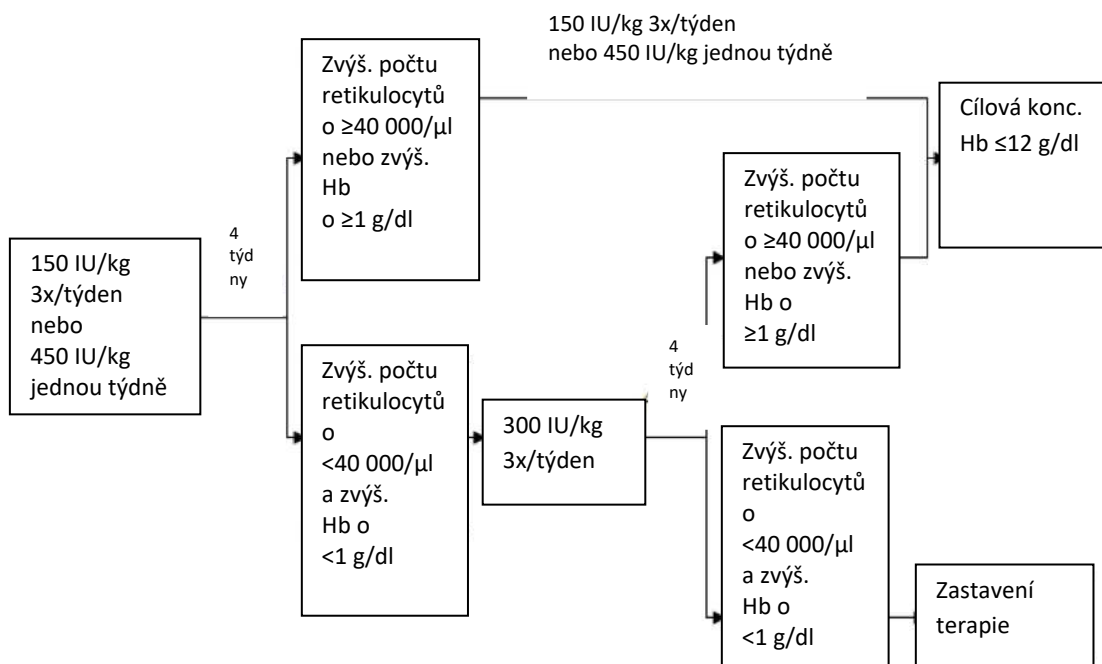 150 IU/kg
3x/týden
nebo
450 IU/kg
jednou týdně
4
týd
ny
Zvýš. počtu
retikulocytů
o ≥40 000/µl
nebo zvýš.
Hb
o ≥1 g/dl
150 IU/kg 3x/týden
nebo 450 IU/kg jednou týdně
Zvýš. počtu
retikulocytů
o
<40 000/µl
a zvýš.
Hb o
<1 g/dl
300 IU/kg
3x/týden
4
týd
ny
Zvýš. počtu
retikulocytů
o ≥40 000/µl
nebo zvýš.
Hb o
≥1 g/dl
Cílová konc.
Hb ≤12 g/dl
Zvýš. počtu
retikulocytů
o
<40 000/µl
a zvýš.
Hb o
<1 g/dl
Zastavení
terapie